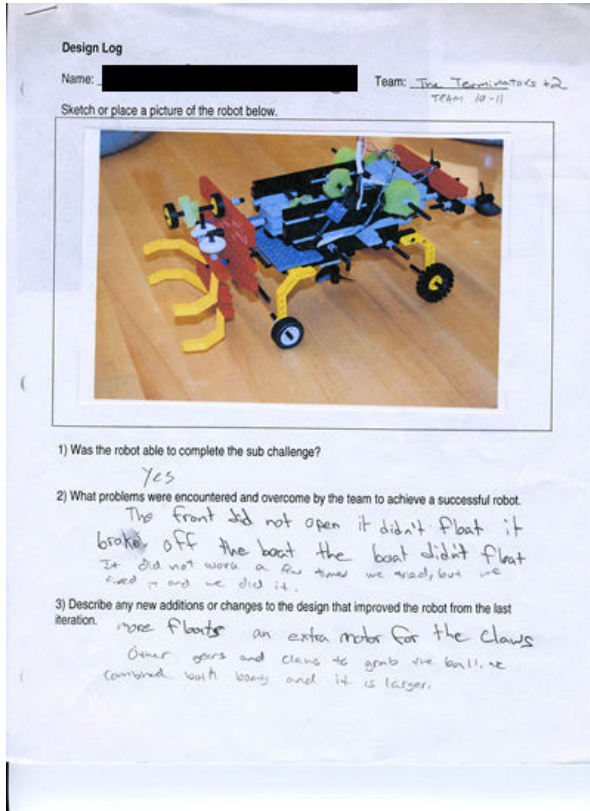 Design Log
Name:
Team: The Terminators +2
TEAM 10-11
Sketch or place a picture of the robot below.
1) Was the robot able to complete the sub challenge?
Yes
2) What problems were encountered and overcome by the team to achieve a successful robot.
The front did not open it didn't float it
broke off the boat the boat didn't float
It did not work a few times we tried, but we
fixed it and we did it.
3) Describe any new additions or changes to the design that improved the robot from the last
iteration.
more floats an extra motor for the claws
Other gears and claws to grab the ball. we
combined both boats and it is larger.